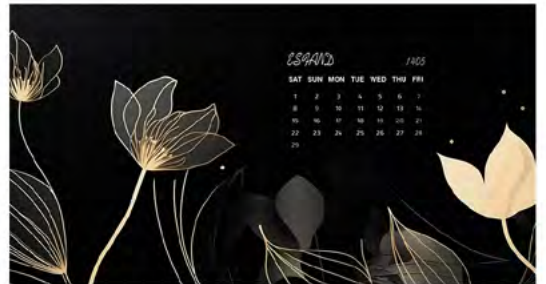 ESFAND 1405
SAT SUN MON TUE WED THU FRI
1 2 3 4 5 6 7
8 9 10 11 12 13 14
15 16 17 18 19 20 21
22 23 24 25 26 27 28
29